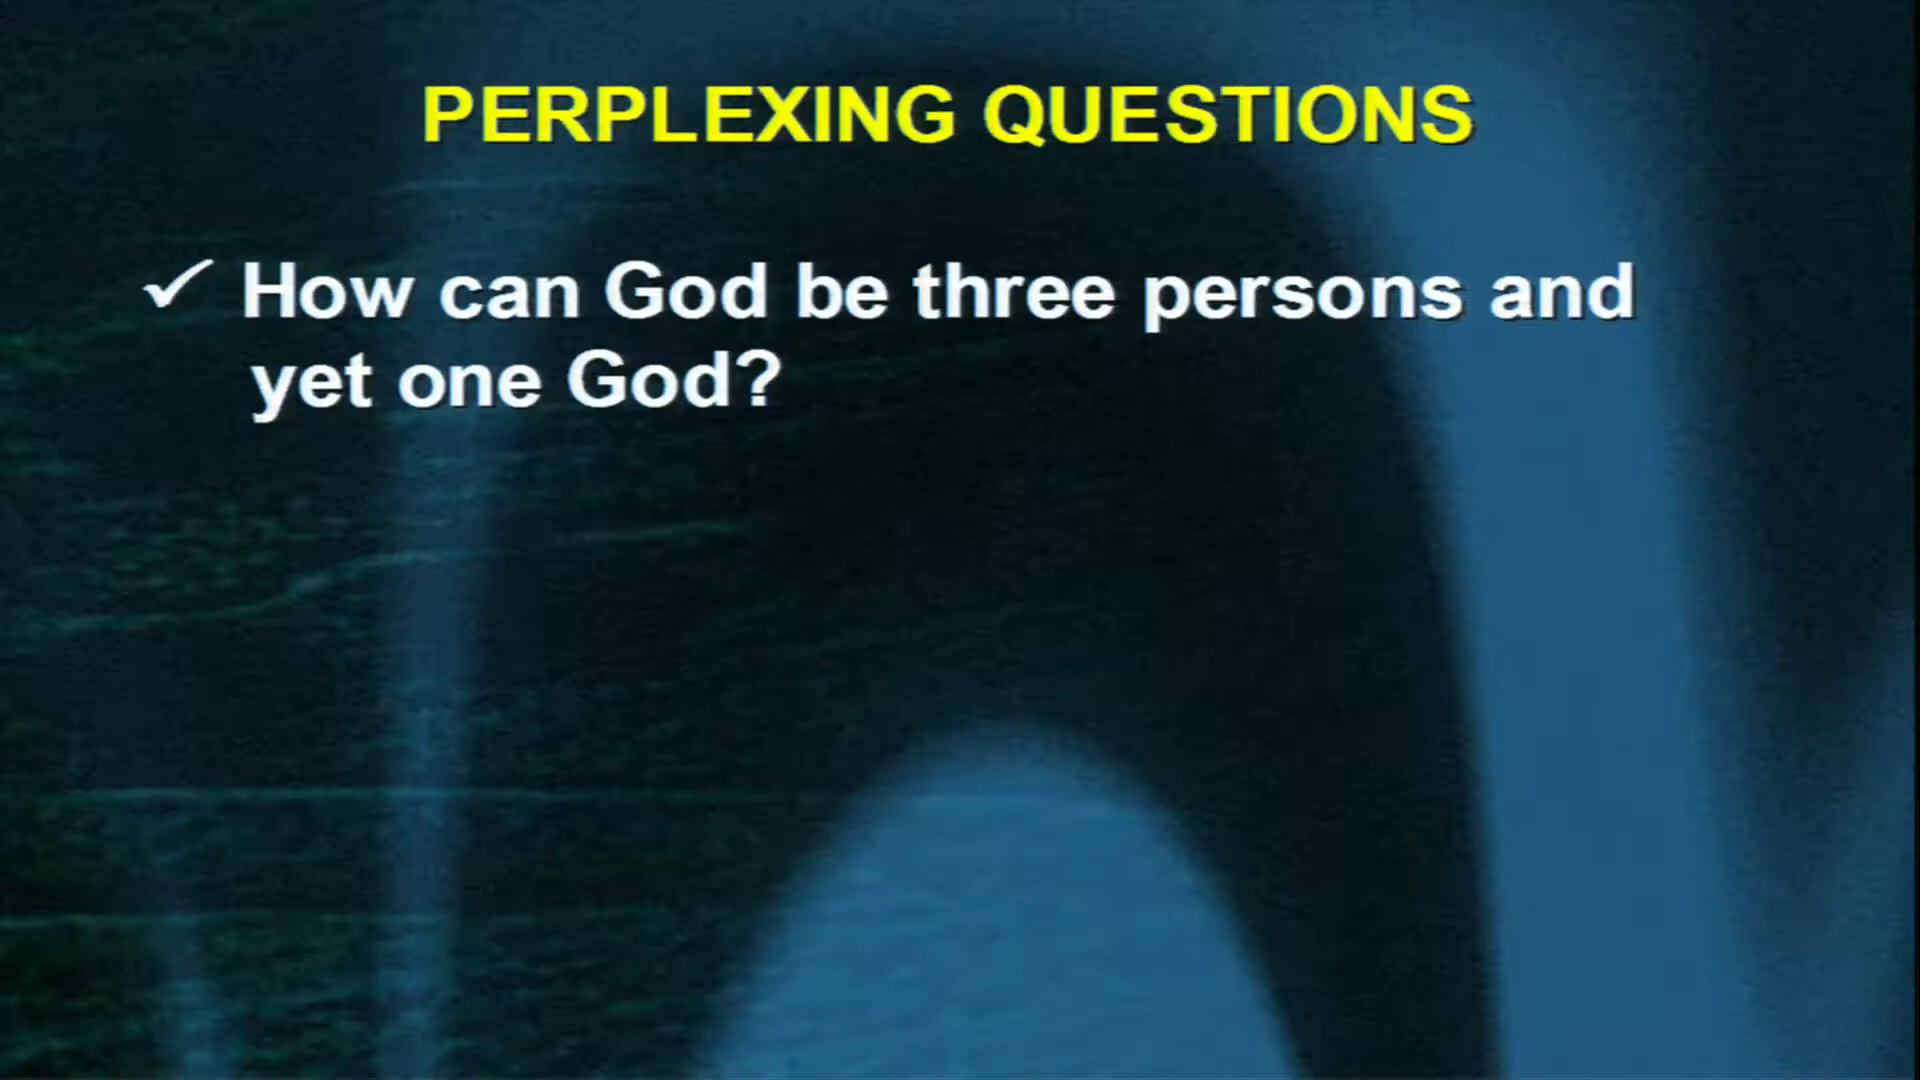 PERPLEXING QUESTIONS
✓ How can God be three persons and
yet one God?